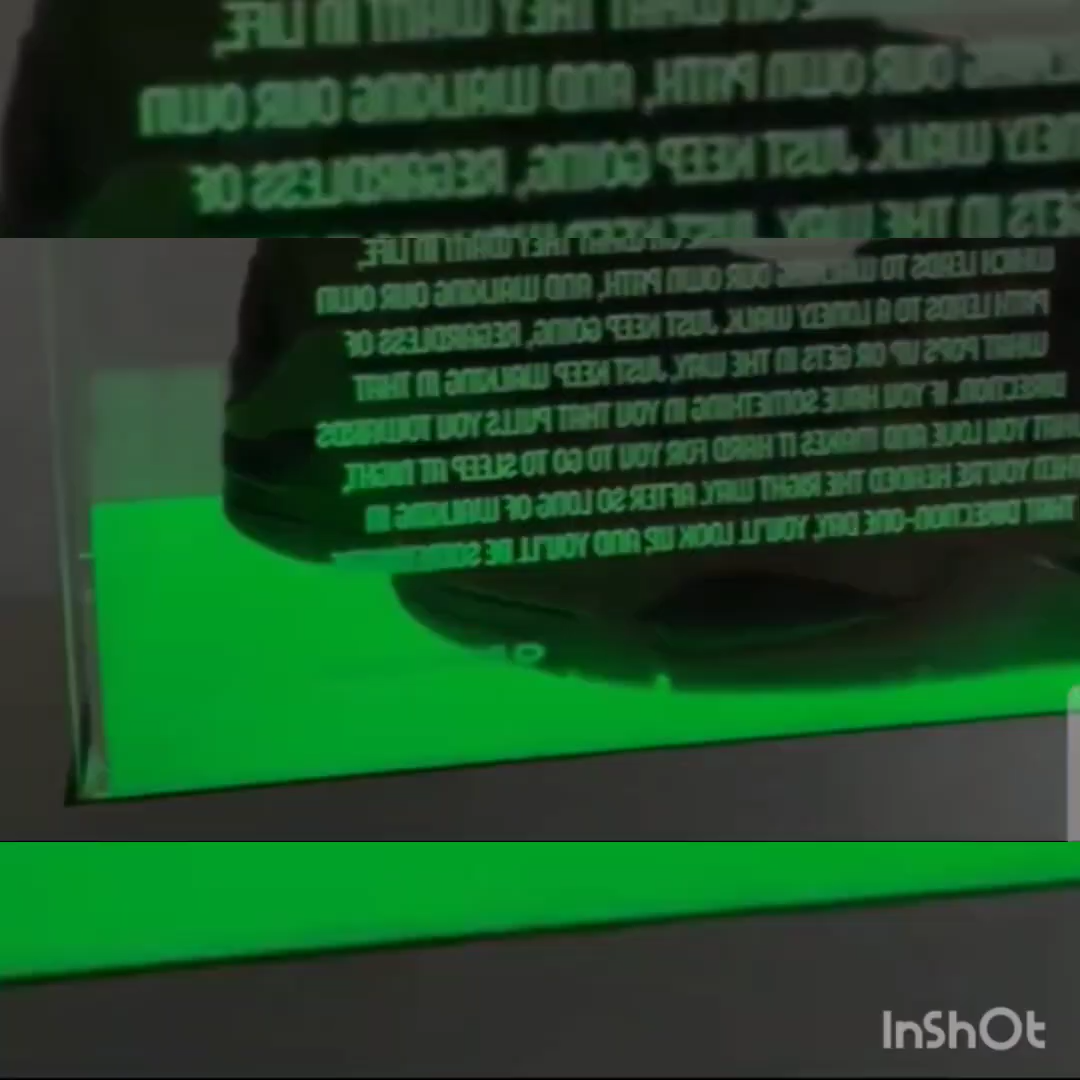 WHAT THEY WANT IN LIFE,
OUR OWN PATH, AND WALKING OUR OWN
WALK. JUST KEEP GOING, REGARDLESS OF
GETS IN THE WAY. JUST KEEP
WHAT THEY WANT IN LIFE,
WHICH LEADS TO WALKING OUR OWN PATH, AND WALKING OUR OWN
PATH LEADS TO A LONELY WALK. JUST KEEP GOING, REGARDLESS OF
WHAT POPS UP OR GETS IN THE WAY. JUST KEEP WALKING IN THAT
DIRECTION. IF YOU HAVE SOMETHING IN YOU THAT PULLS YOU TOWARDS
WHAT YOU LOVE AND MAKES IT HARD FOR YOU TO GO TO SLEEP AT NIGHT,
THEN YOU'RE HEADED THE RIGHT WAY. AFTER SO LONG OF WALKING IN
THAT DIRECTION-ONE DAY, YOU'LL LOOK UP, AND YOU'LL BE
InShOt